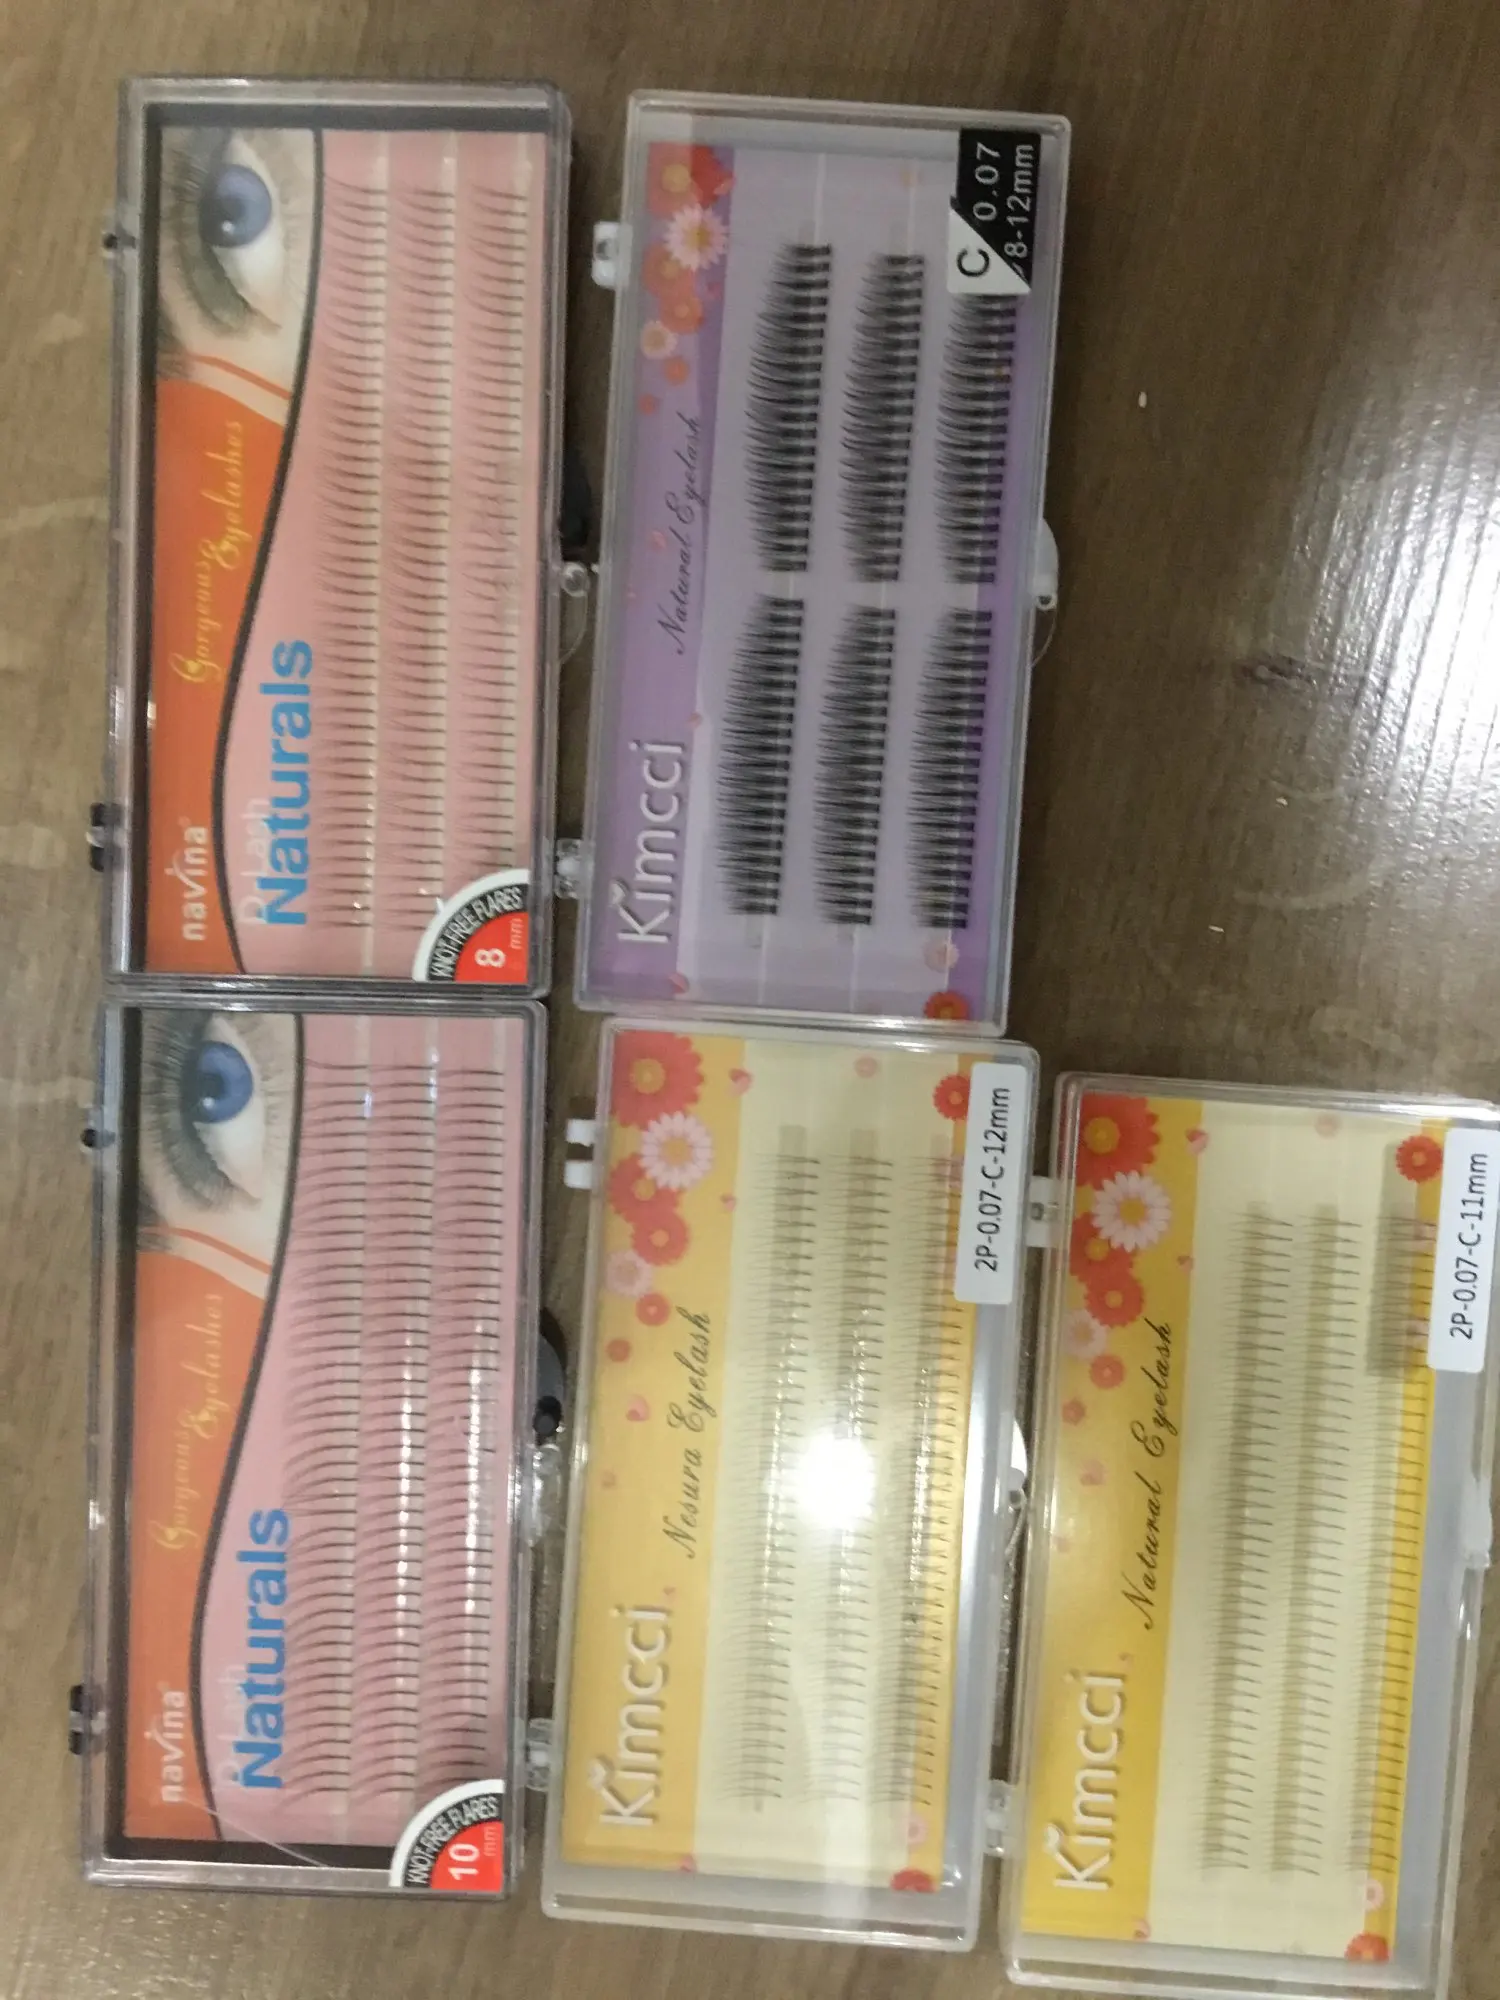 navina®
Gorgeous
Eyelashes
Lash
Naturals
KNOT-FREE FLARES
8
mm
navina®
Gorgeous
Eyelashes
Lash
Naturals
KNOT-FREE FLARES
10
mm
Kimcci
Natural Eyelash
C 0.07
8-12mm
Kimcci
Nesura Eyelash
2P-0.07-C-12mm
Kimcci
Natural Eyelash
2P-0.07-C-11mm